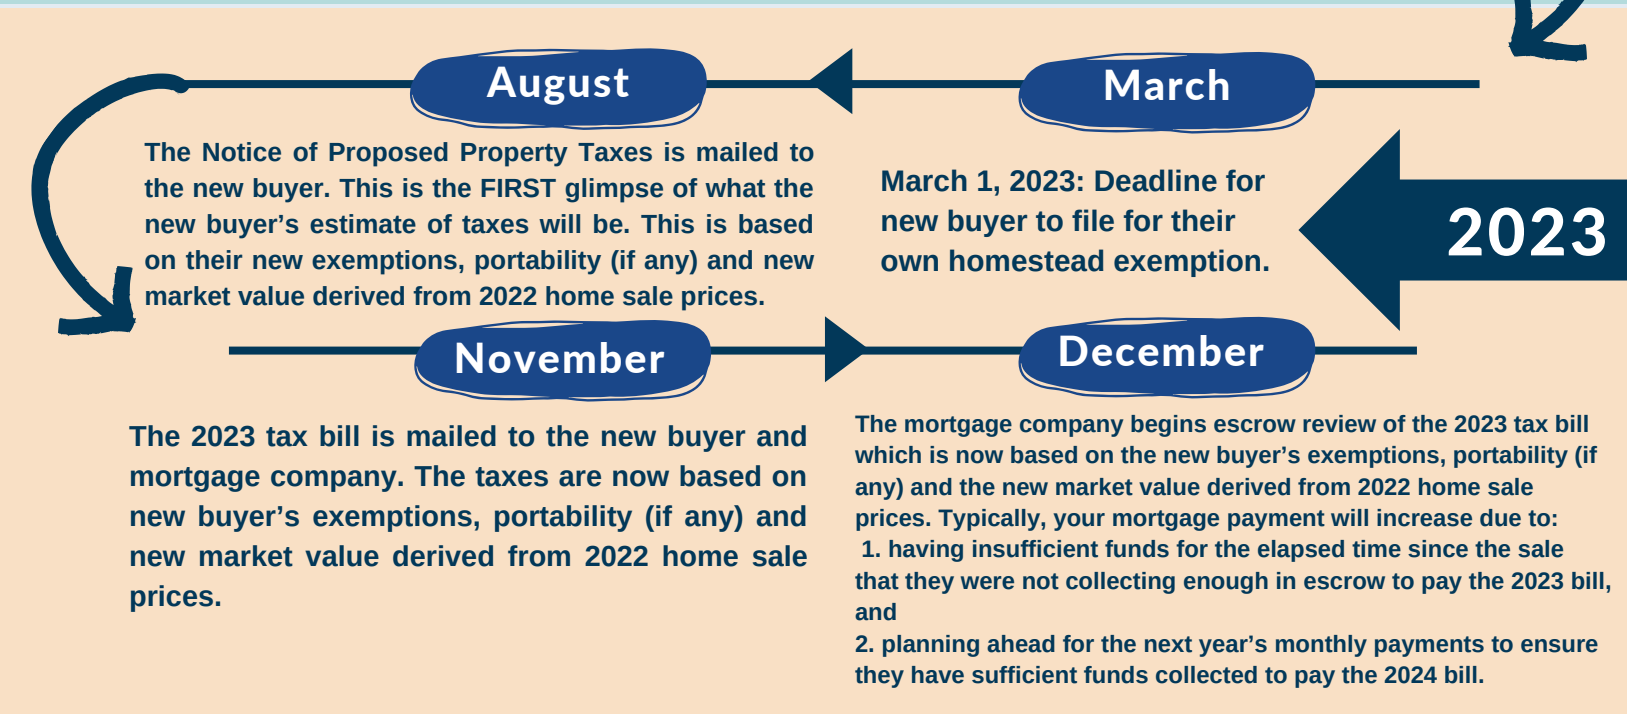 2023
March
March 1, 2023: Deadline for
new buyer to file for their
own homestead exemption.
August
The Notice of Proposed Property Taxes is mailed to
the new buyer. This is the FIRST glimpse of what the
new buyer’s estimate of taxes will be. This is based
on their new exemptions, portability (if any) and new
market value derived from 2022 home sale prices.
November
The 2023 tax bill is mailed to the new buyer and
mortgage company. The taxes are now based on
new buyer’s exemptions, portability (if any) and
new market value derived from 2022 home sale
prices.
December
The mortgage company begins escrow review of the 2023 tax bill
which is now based on the new buyer’s exemptions, portability (if
any) and the new market value derived from 2022 home sale
prices. Typically, your mortgage payment will increase due to:
1. having insufficient funds for the elapsed time since the sale
that they were not collecting enough in escrow to pay the 2023 bill,
and
2. planning ahead for the next year’s monthly payments to ensure
they have sufficient funds collected to pay the 2024 bill.